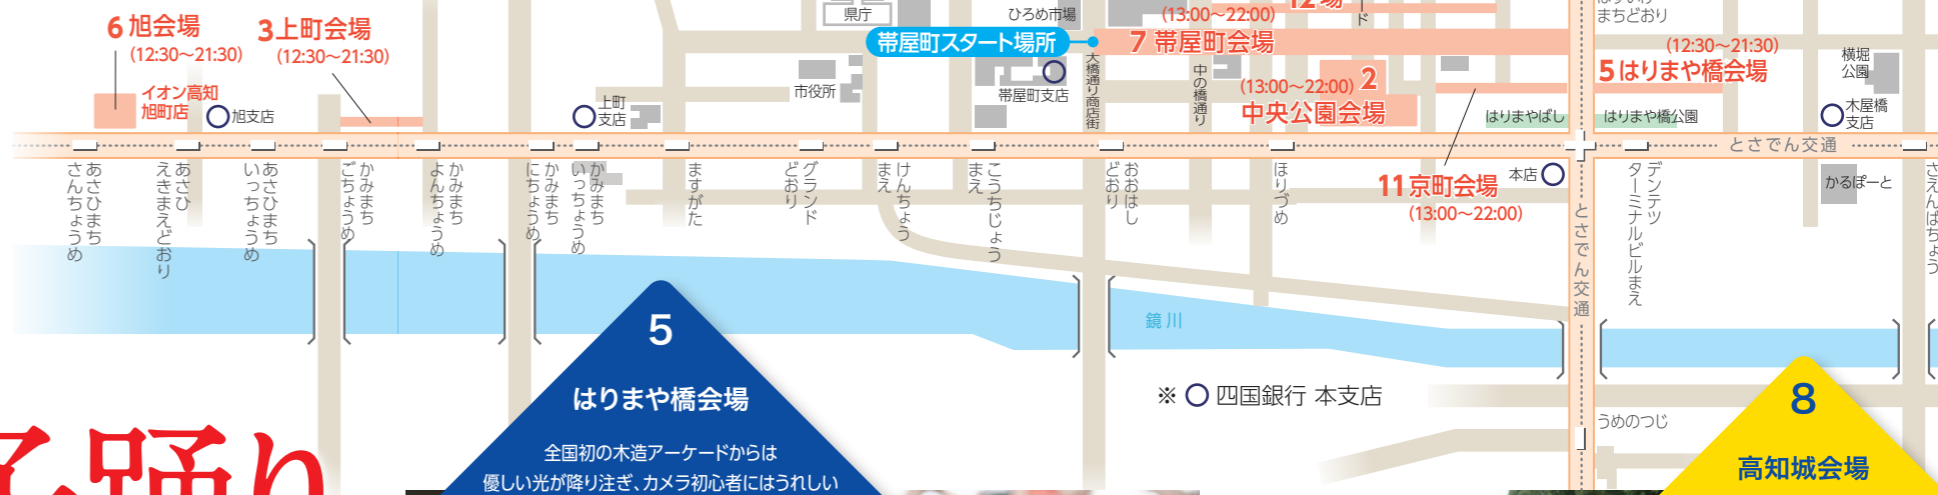 6 旭会場
(12:30〜21:30)
3 上町会場
(12:30〜21:30)
県庁
ひろめ市場
(13:00〜22:00)
ード
まちどおり
帯屋町スタート場所
7 帯屋町会場
(12:30〜21:30)
5 はりまや橋会場
横堀
公園
イオン高知
旭町店
旭支店
上町
支店
市役所
帯屋町支店
大橋通り商店街
中の橋通り
(13:00〜22:00) 2
中央公園会場
はりまやばし
はりまや橋公園
木屋橋
支店
とさでん交通
あさひまち
さんちょうめ
あさひ
えきまえどおり
あさひまち
いっちょうめ
かみまち
ごちょうめ
かみまち
よんちょうめ
かみまち
にちょうめ
かみまち
いっちょうめ
ますがた
グランド
どおり
けんちょう
まえ
こうちじょう
まえ
おおはし
どおり
ほりづめ
11 京町会場
(13:00〜22:00)
本店
とさでん交通
デンテツ
ターミナルビルまえ
かるぽーと
さえんばちょう
鏡川
※ 〇 四国銀行 本支店
うめのつじ
5
はりまや橋会場
全国初の木造アーケードからは
優しい光が降り注ぎ、カメラ初心者にはうれしい
8
高知城会場
踊り